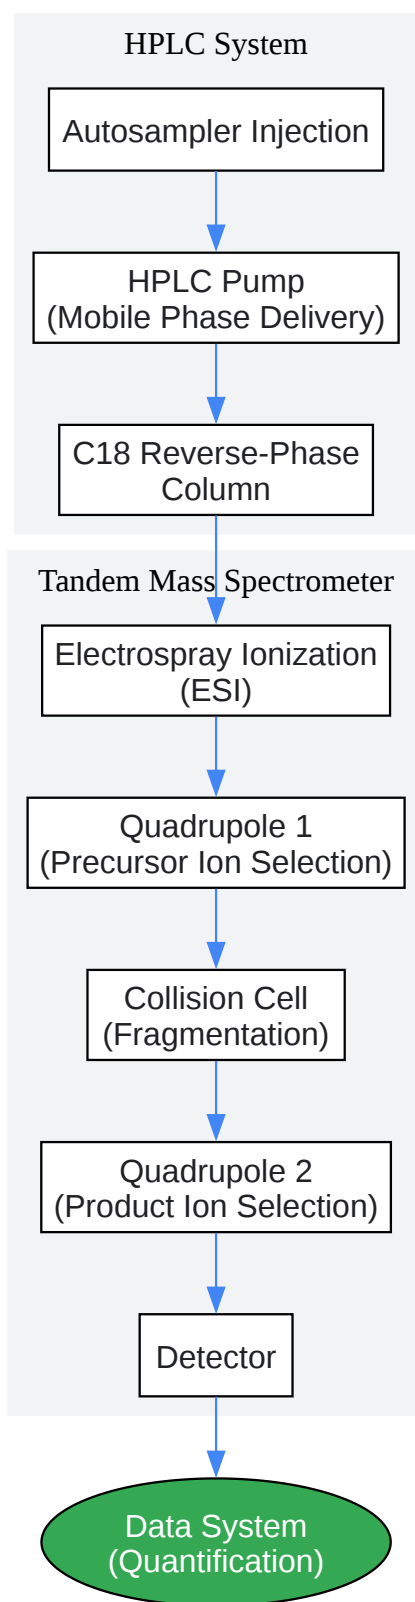 HPLC System
Autosampler Injection
HPLC Pump
(Mobile Phase Delivery)
C18 Reverse-Phase
Column
Tandem Mass Spectrometer
Electrospray Ionization
(ESI)
Quadrupole 1
(Precursor Ion Selection)
Collision Cell
(Fragmentation)
Quadrupole 2
(Product Ion Selection)
Detector
Data System
(Quantification)